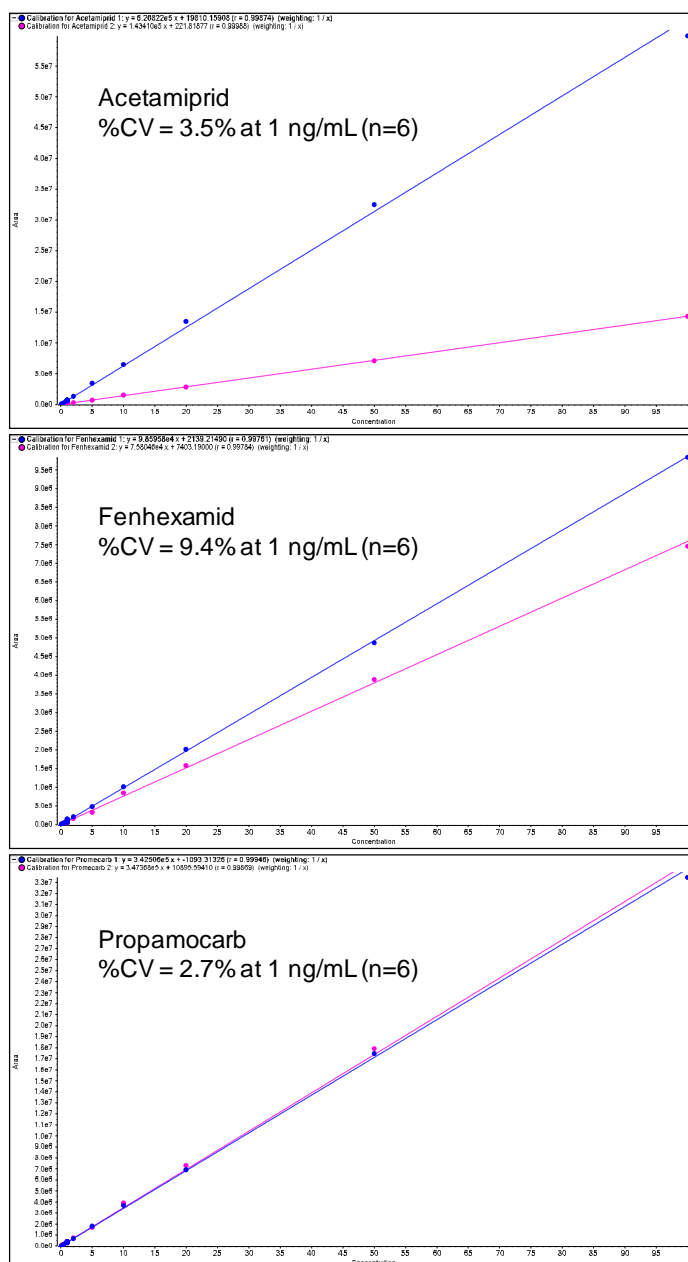 Calibration for Acetamiprid 1: y = 6.26822e5 x + 19810.15908 (r = 0.99874) (weighting: 1 / x)
Calibration for Acetamiprid 2: y = 1.43410e5 x + 221.81877 (r = 0.99988) (weighting: 1 / x)
Acetamiprid
%CV = 3.5% at 1 ng/mL (n=6)
5.5e7
5.0e7
4.5e7
4.0e7
3.5e7
3.0e7
2.5e7
2.0e7
1.5e7
1.0e7
5.0e6
0.0e0
Area
0 5 10 15 20 25 30 35 40 45 50 55 60 65 70 75 80 85 90 95
Concentration
Calibration for Fenhexamid 1: y = 9.85958e4 x + 2139.21490 (r = 0.99761) (weighting: 1 / x)
Calibration for Fenhexamid 2: y = 7.58048e4 x + 7403.19000 (r = 0.99784) (weighting: 1 / x)
Fenhexamid
%CV = 9.4% at 1 ng/mL (n=6)
9.5e6
9.0e6
8.5e6
8.0e6
7.5e6
7.0e6
6.5e6
6.0e6
5.5e6
5.0e6
4.5e6
4.0e6
3.5e6
3.0e6
2.5e6
2.0e6
1.5e6
1.0e6
5.0e5
0.0e0
Area
0 5 10 15 20 25 30 35 40 45 50 55 60 65 70 75 80 85 90 95
Concentration
Calibration for Promecarb 1: y = 3.42506e5 x + -1093.31326 (r = 0.99946) (weighting: 1 / x)
Calibration for Promecarb 2: y = 3.47368e5 x + 10895.59410 (r = 0.99869) (weighting: 1 / x)
Propamocarb
%CV = 2.7% at 1 ng/mL (n=6)
3.3e7
3.2e7
3.1e7
3.0e7
2.9e7
2.8e7
2.7e7
2.6e7
2.5e7
2.4e7
2.3e7
2.2e7
2.1e7
2.0e7
1.9e7
1.8e7
1.7e7
1.6e7
1.5e7
1.4e7
1.3e7
1.2e7
1.1e7
1.0e7
9.0e6
8.0e6
7.0e6
6.0e6
5.0e6
4.0e6
3.0e6
2.0e6
1.0e6
0.0e0
Area
0 5 10 15 20 25 30 35 40 45 50 55 60 65 70 75 80 85 90 95
Concentration